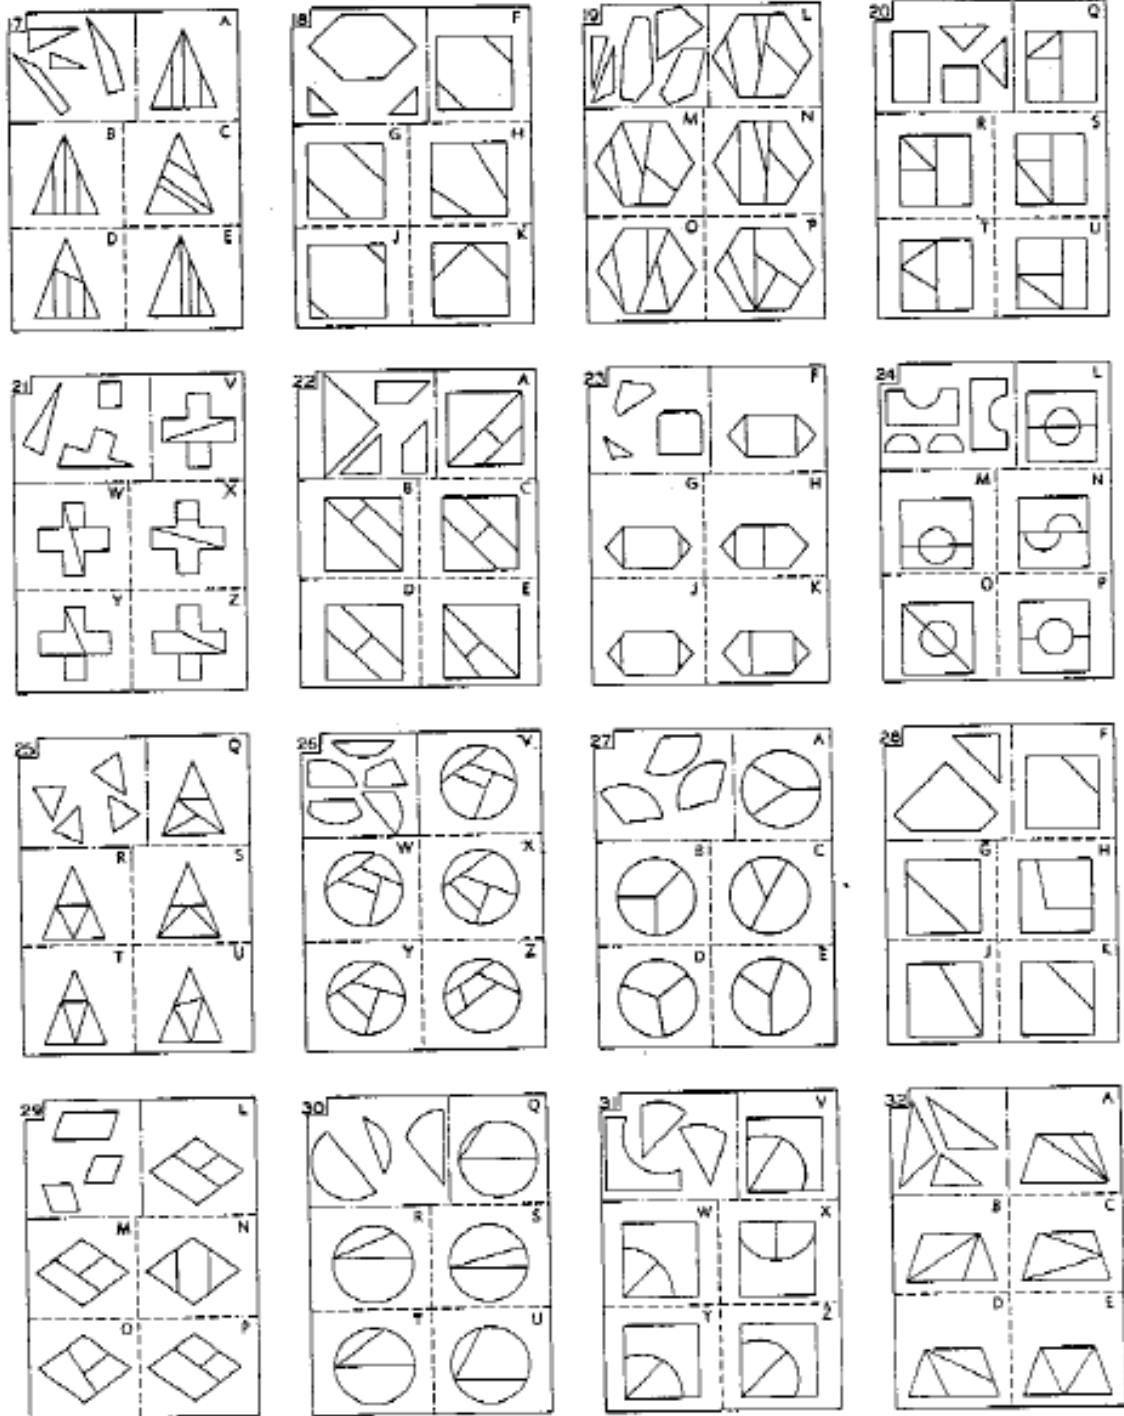 17 A 18 F 19 L 20 Q
B C G H M N R S
D E J K O P T U
21 V 22 A 23 F 24 L
W X B C G H M N
Y Z D E J K O P
25 Q 26 V 27 A 28 F
R S W X B C G H
T U Y Z D E J K
29 L 30 Q 31 V 32 A
M N R S W X B C
O P T U Y Z D E